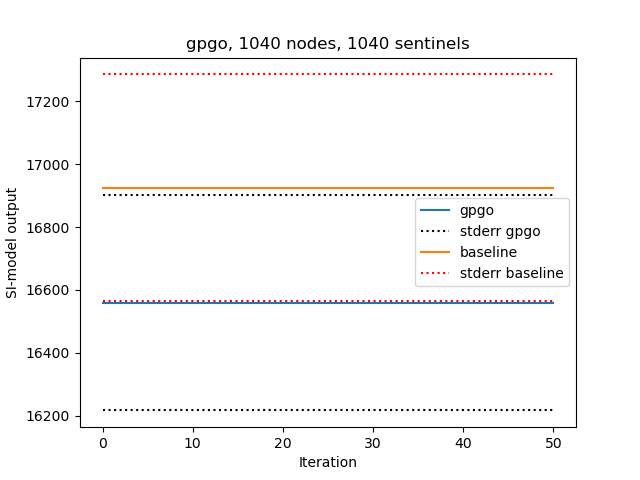 gpgo, 1040 nodes, 1040 sentinels
17200
17000
16800
16600
16400
16200
SI-model output
gpgo
stderr gpgo
baseline
stderr baseline
0 10 20 30 40 50
Iteration